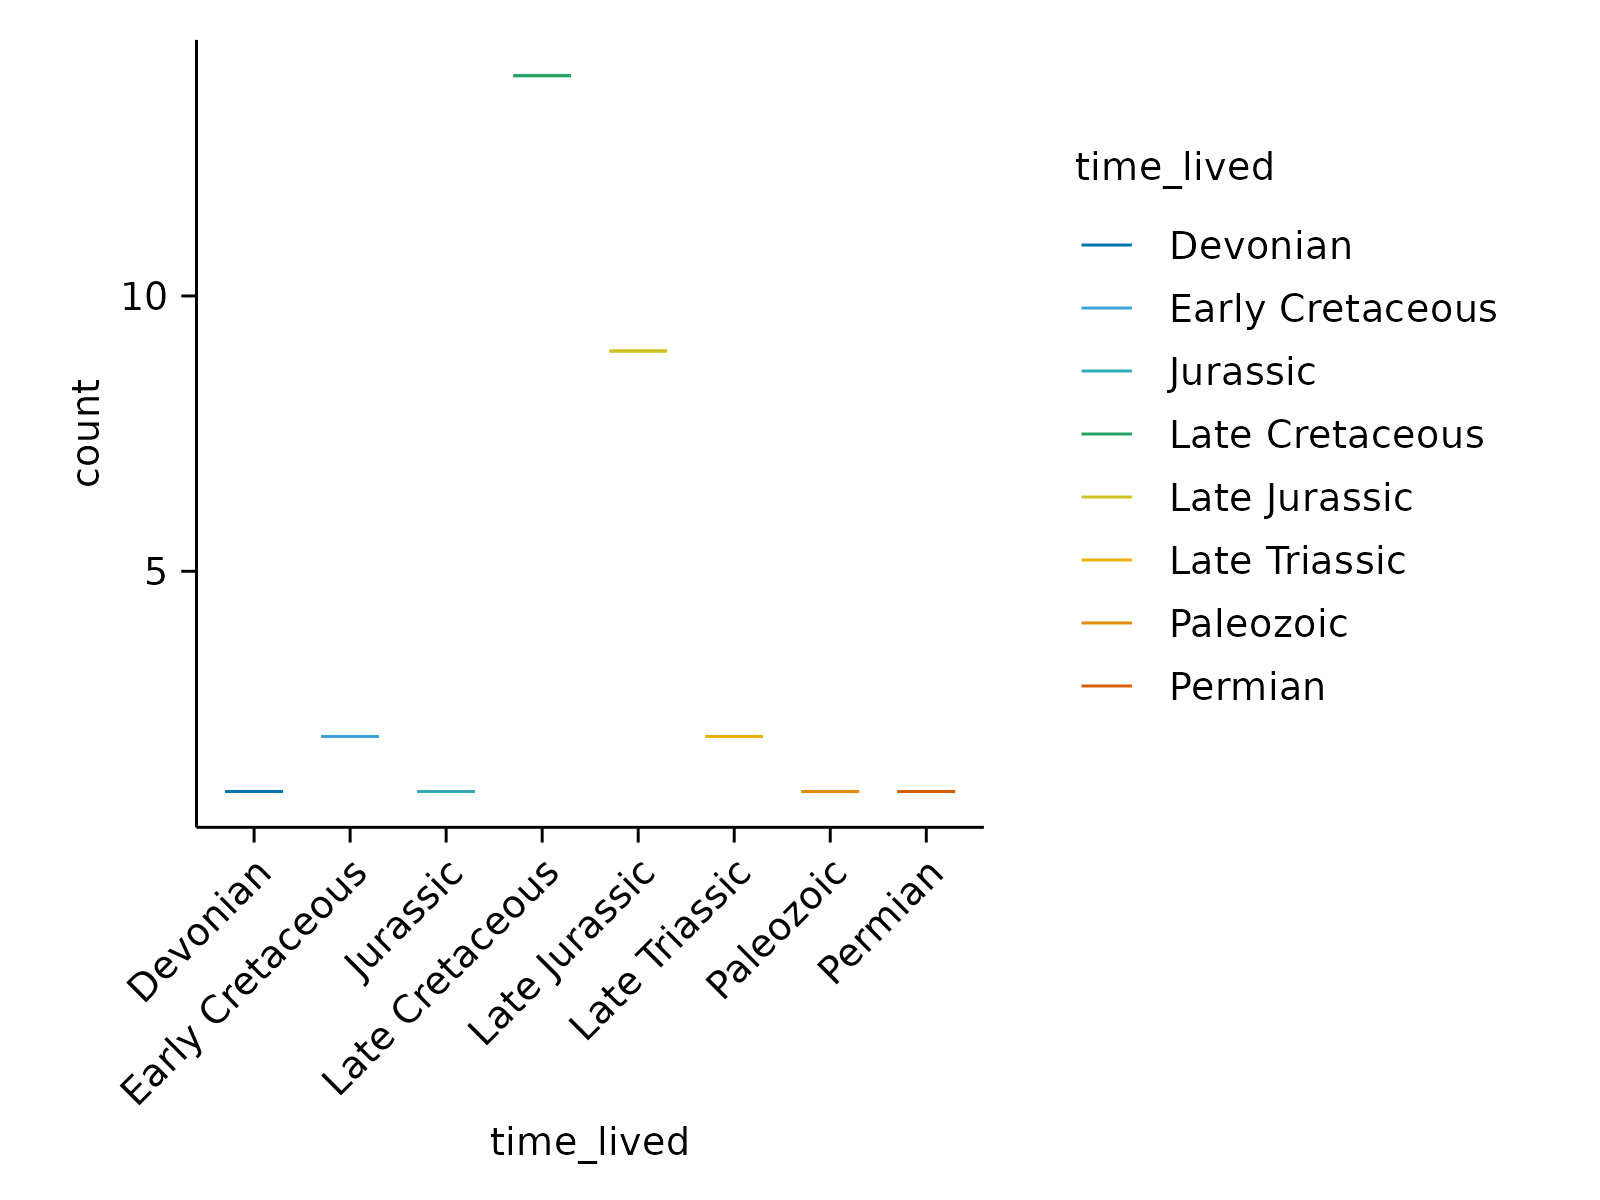 10
5
count
Devonian
Early Cretaceous
Jurassic
Late Cretaceous
Late Jurassic
Late Triassic
Paleozoic
Permian
time_lived
time_lived
Devonian
Early Cretaceous
Jurassic
Late Cretaceous
Late Jurassic
Late Triassic
Paleozoic
Permian